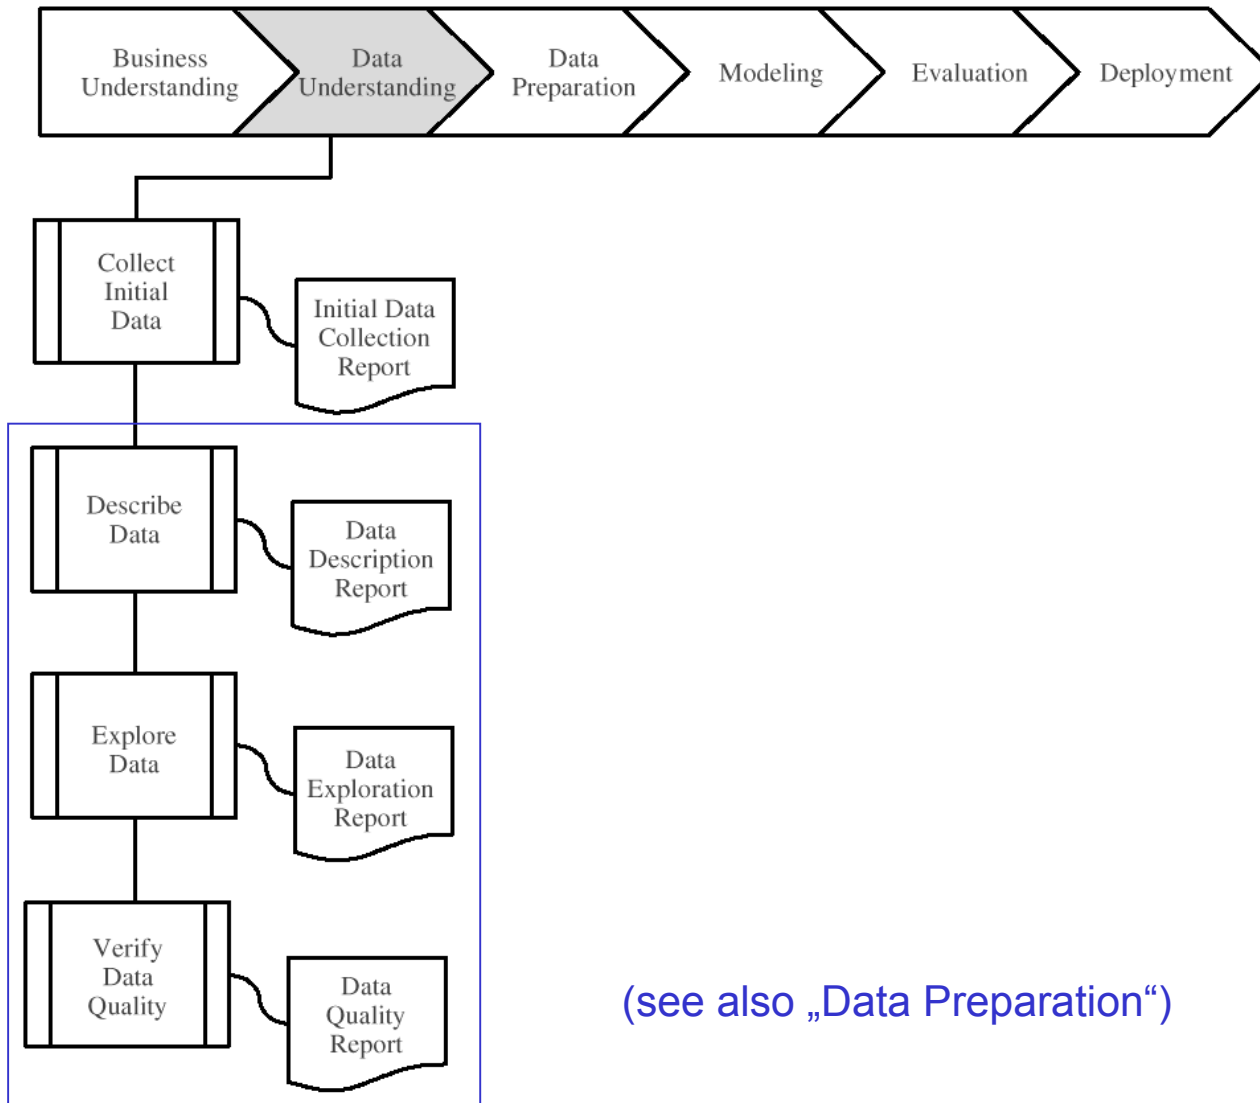 Business
Understanding
Data
Understanding
Data
Preparation
Modeling
Evaluation
Deployment
Collect
Initial
Data
Initial Data
Collection
Report
Describe
Data
Data
Description
Report
Explore
Data
Data
Exploration
Report
Verify
Data
Quality
Data
Quality
Report
(see also „Data Preparation“)